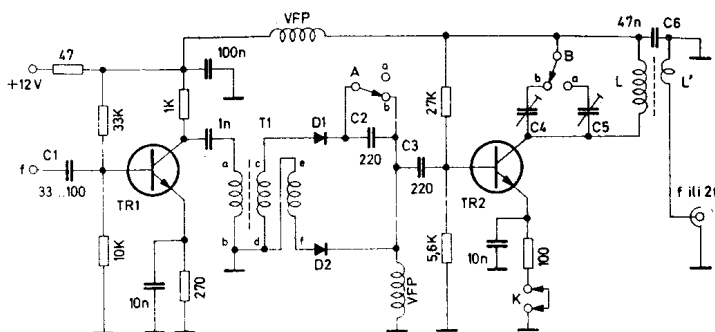 VFP
47n C6
47
100n
B
+12V
A
a
b
a
L
L'
33K
1K
1n
T1
D1
C2
27K
C4
C5
C1
a
c
e
220
C3
f
220
33...100
TR1
TR2
f ili 2f
b
d
f
10K
D2
5,6K
10n
100
10n
270
VFP
K